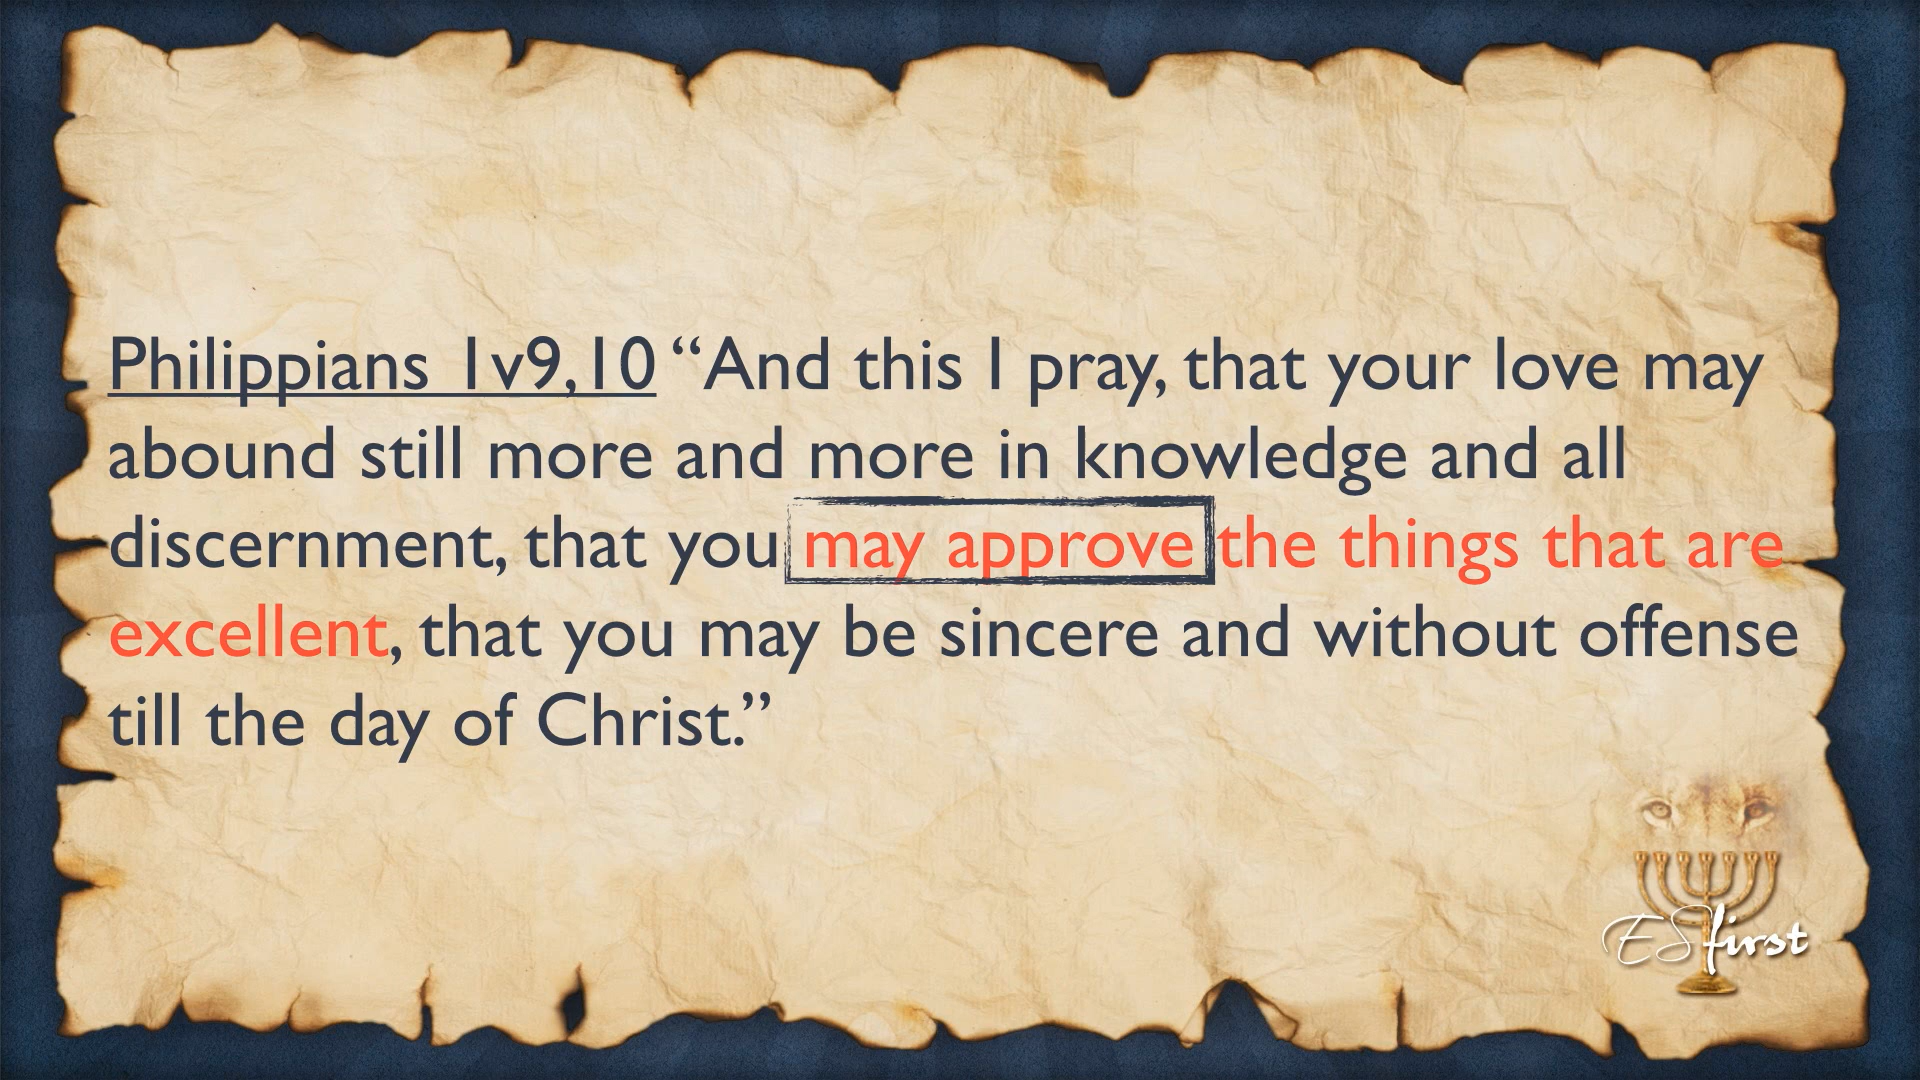 Philippians 1v9,10 “And this I pray, that your love may
abound still more and more in knowledge and all
discernment, that you may approve the things that are
excellent, that you may be sincere and without offense
till the day of Christ.”
ESfirst